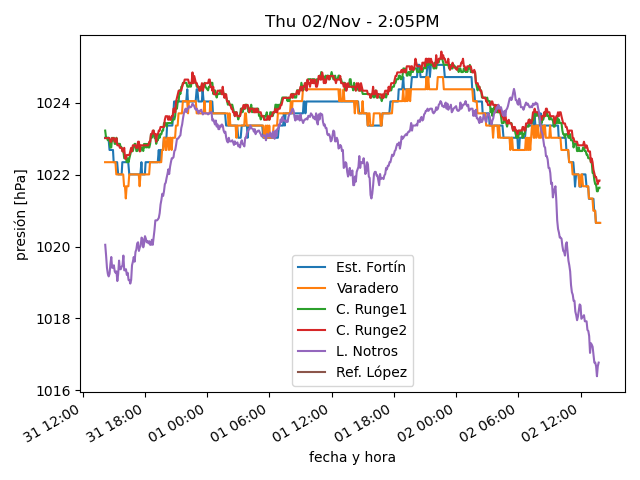 Thu 02/Nov - 2:05PM
presión [hPa]
1024
1022
1020
1018
1016
Est. Fortín
Varadero
C. Runge1
C. Runge2
L. Notros
Ref. López
31 12:00
31 18:00
01 00:00
01 06:00
01 12:00
01 18:00
02 00:00
02 06:00
02 12:00
fecha y hora